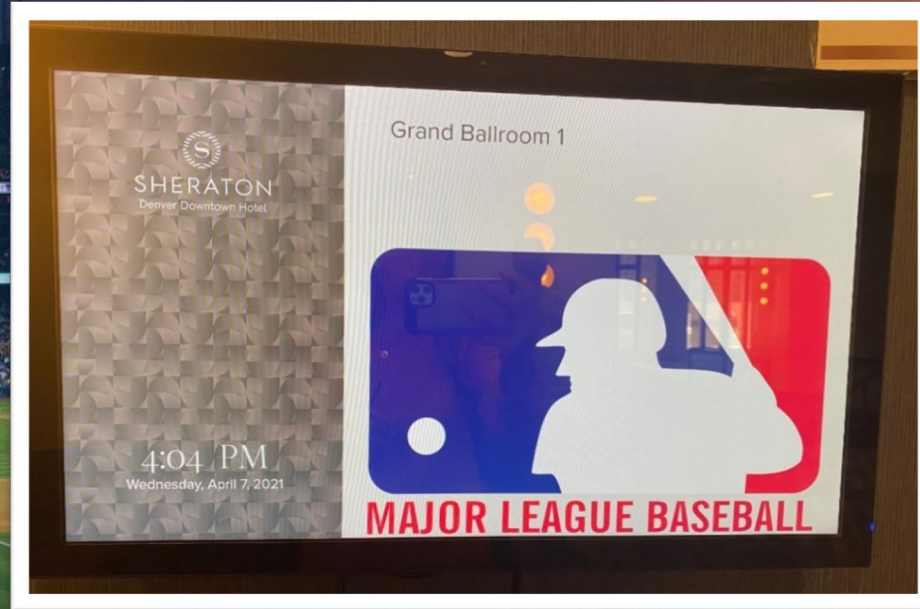 S
SHERATON
Denver Downtown Hotel
4:04 PM
Wednesday, April 7, 2021
Grand Ballroom 1
MAJOR LEAGUE BASEBALL